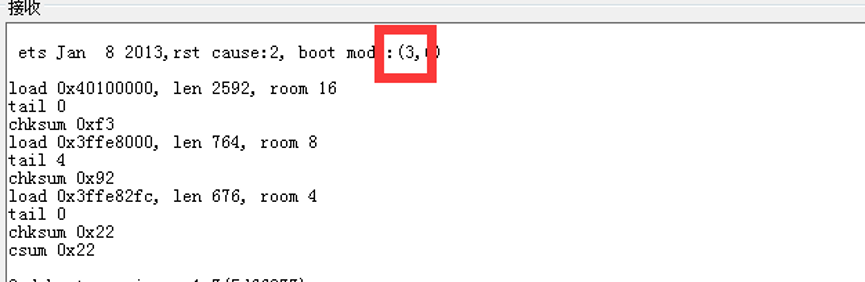 接收
ets Jan  8 2013,rst cause:2, boot mod :(3,
load 0x40100000, len 2592, room 16
tail 0
chksum 0xf3
load 0x3ffe8000, len 764, room 8
tail 4
chksum 0x92
load 0x3ffe82fc, len 676, room 4
tail 0
chksum 0x22
csum 0x22